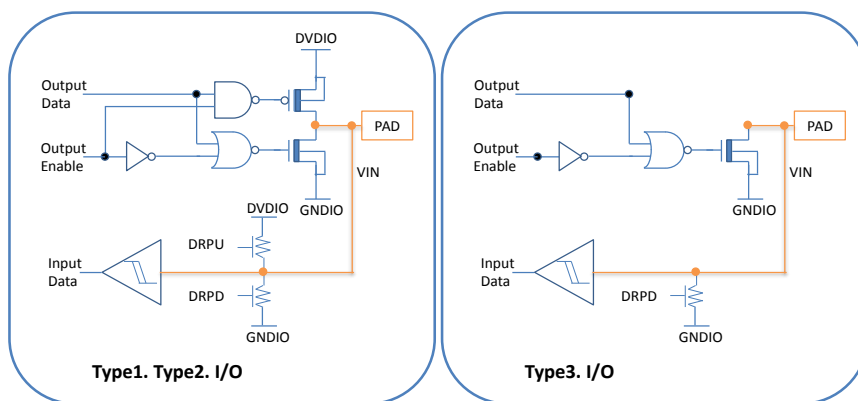 DVDIO
Output
Data
PAD
Output
Enable
VIN
GNDIO
DVDIO
DRPU
Input
Data
DRPD
GNDIO
Type1. Type2. I/O
Output
Data
PAD
Output
Enable
VIN
GNDIO
Input
Data
DRPD
GNDIO
Type3. I/O